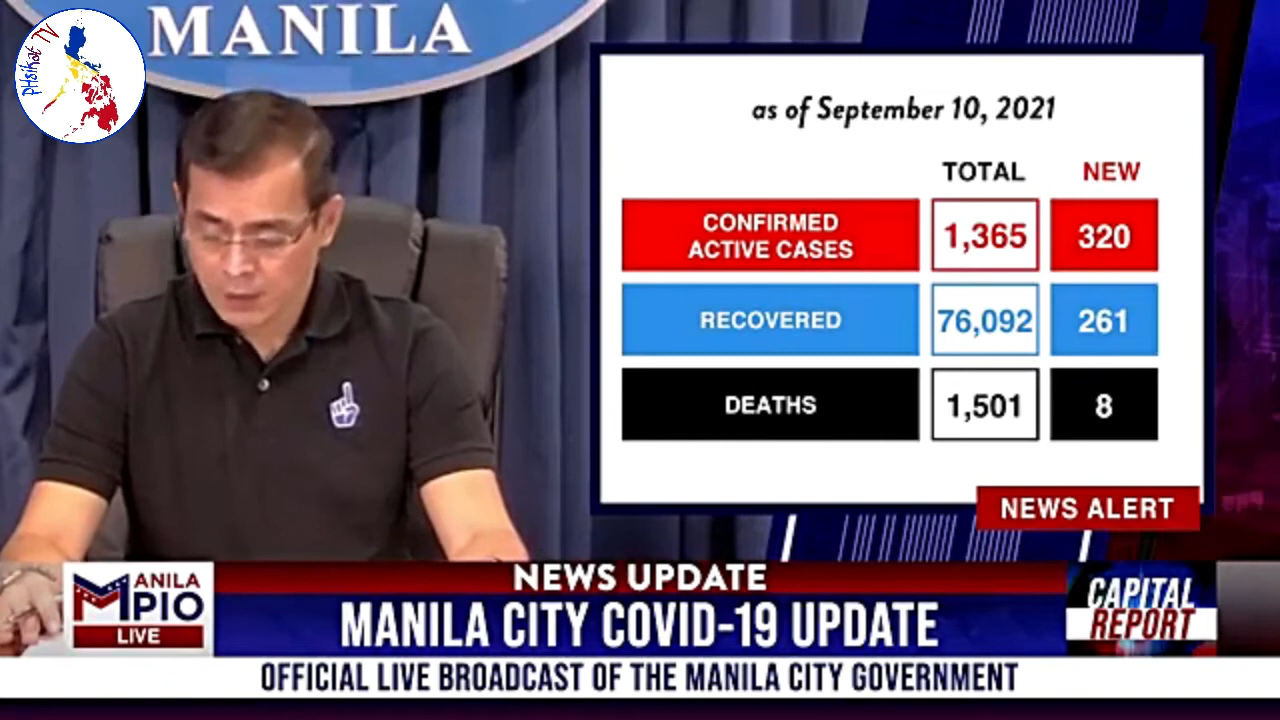 PHsikat TV
MANILA
as of September 10, 2021
TOTAL NEW
CONFIRMED
ACTIVE CASES
1,365 320
RECOVERED 76,092 261
DEATHS 1,501 8
NEWS ALERT
NEWS UPDATE
MANILA
PIO
LIVE
MANILA CITY COVID-19 UPDATE
CAPITAL
REPORT
OFFICIAL LIVE BROADCAST OF THE MANILA CITY GOVERNMENT